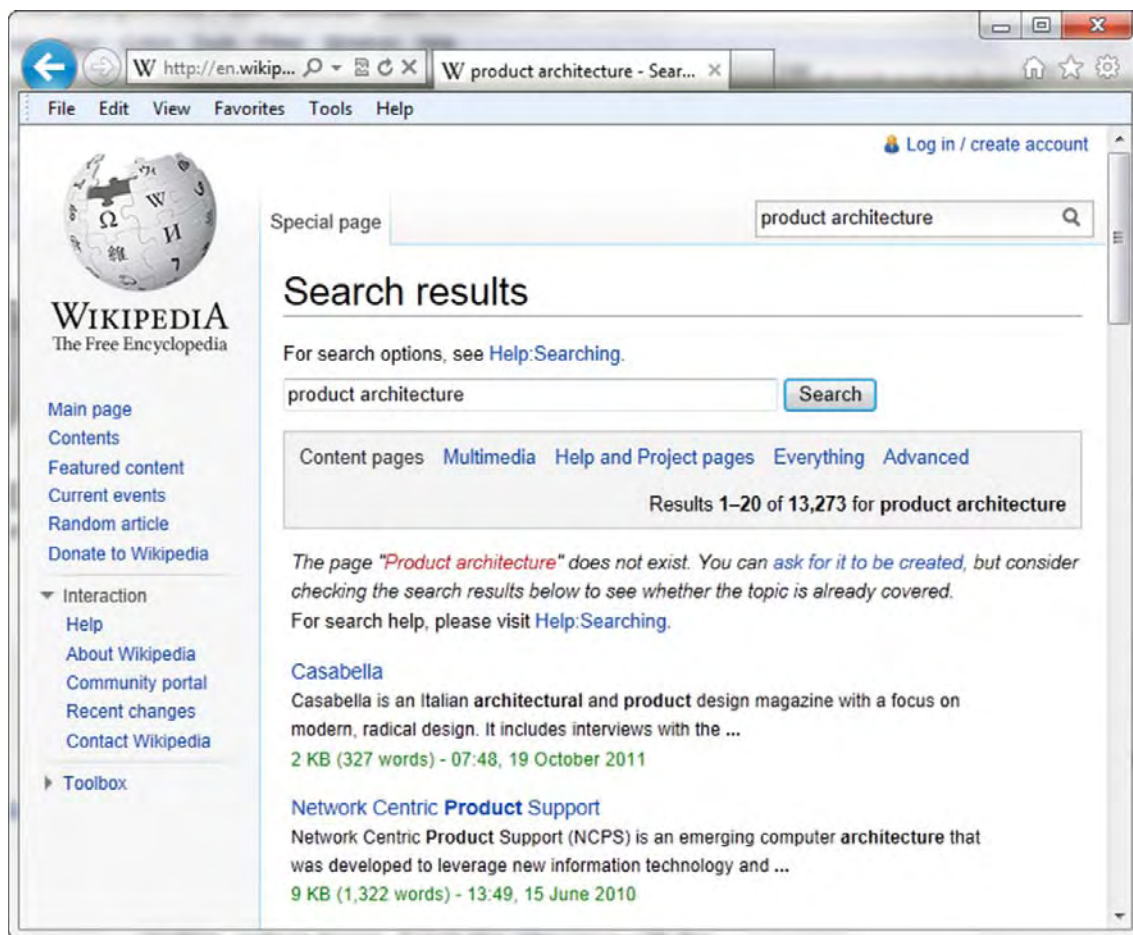 W http://en.wikip...
W product architecture - Sear...
File Edit View Favorites Tools Help
Log in / create account
Special page
product architecture
Ω W И 維 7
WIKIPEDIA
The Free Encyclopedia
Main page
Contents
Featured content
Current events
Random article
Donate to Wikipedia
Interaction
Help
About Wikipedia
Community portal
Recent changes
Contact Wikipedia
Toolbox
Search results
For search options, see Help:Searching.
product architecture Search
Content pages Multimedia Help and Project pages Everything Advanced
Results 1–20 of 13,273 for product architecture
The page "Product architecture" does not exist. You can ask for it to be created, but consider
checking the search results below to see whether the topic is already covered.
For search help, please visit Help:Searching.
Casabella
Casabella is an Italian architectural and product design magazine with a focus on
modern, radical design. It includes interviews with the ...
2 KB (327 words) - 07:48, 19 October 2011
Network Centric Product Support
Network Centric Product Support (NCPS) is an emerging computer architecture that
was developed to leverage new information technology and ...
9 KB (1,322 words) - 13:49, 15 June 2010